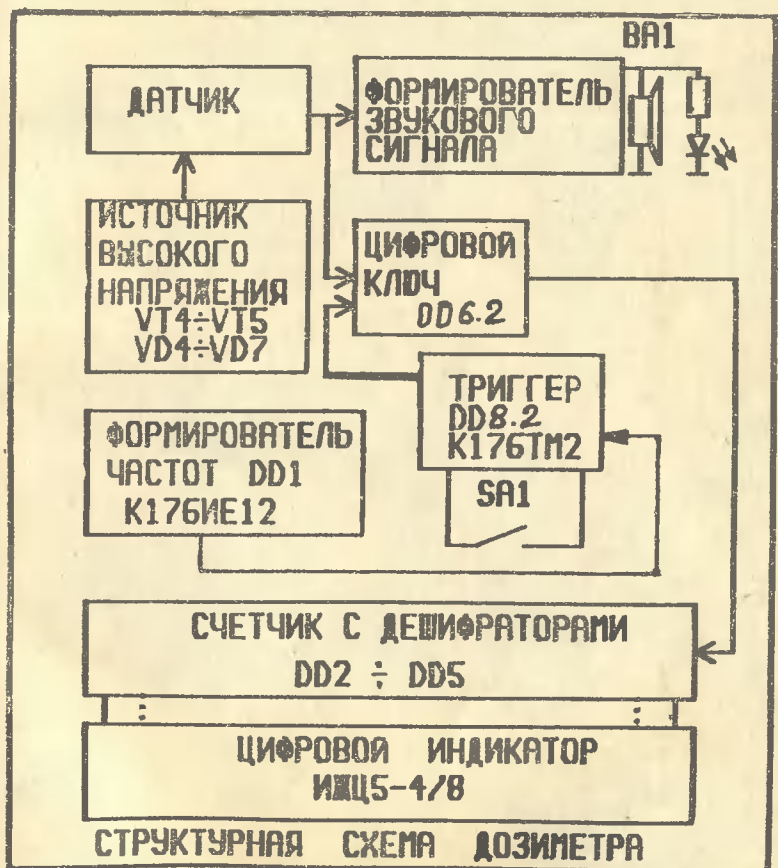 ВА1
ДАТЧИК
ФОРМИРОВАТЕЛЬ
ЗВУКОВОГО
СИГНАЛА
ИСТОЧНИК
ВЫСОКОГО
НАПРЯЖЕНИЯ
VT4÷VT5
VD4÷VD7
ЦИФРОВОЙ
КЛЮЧ
DD6.2
ТРИГГЕР
DD8.2
К176ТМ2
SA1
ФОРМИРОВАТЕЛЬ
ЧАСТОТ DD1
К176ИЕ12
СЧЕТЧИК С ДЕШИФРАТОРАМИ
DD2 ÷ DD5
ЦИФРОВОЙ ИНДИКАТОР
ИЖЦ5-4/8
СТРУКТУРНАЯ СХЕМА ДОЗИМЕТРА